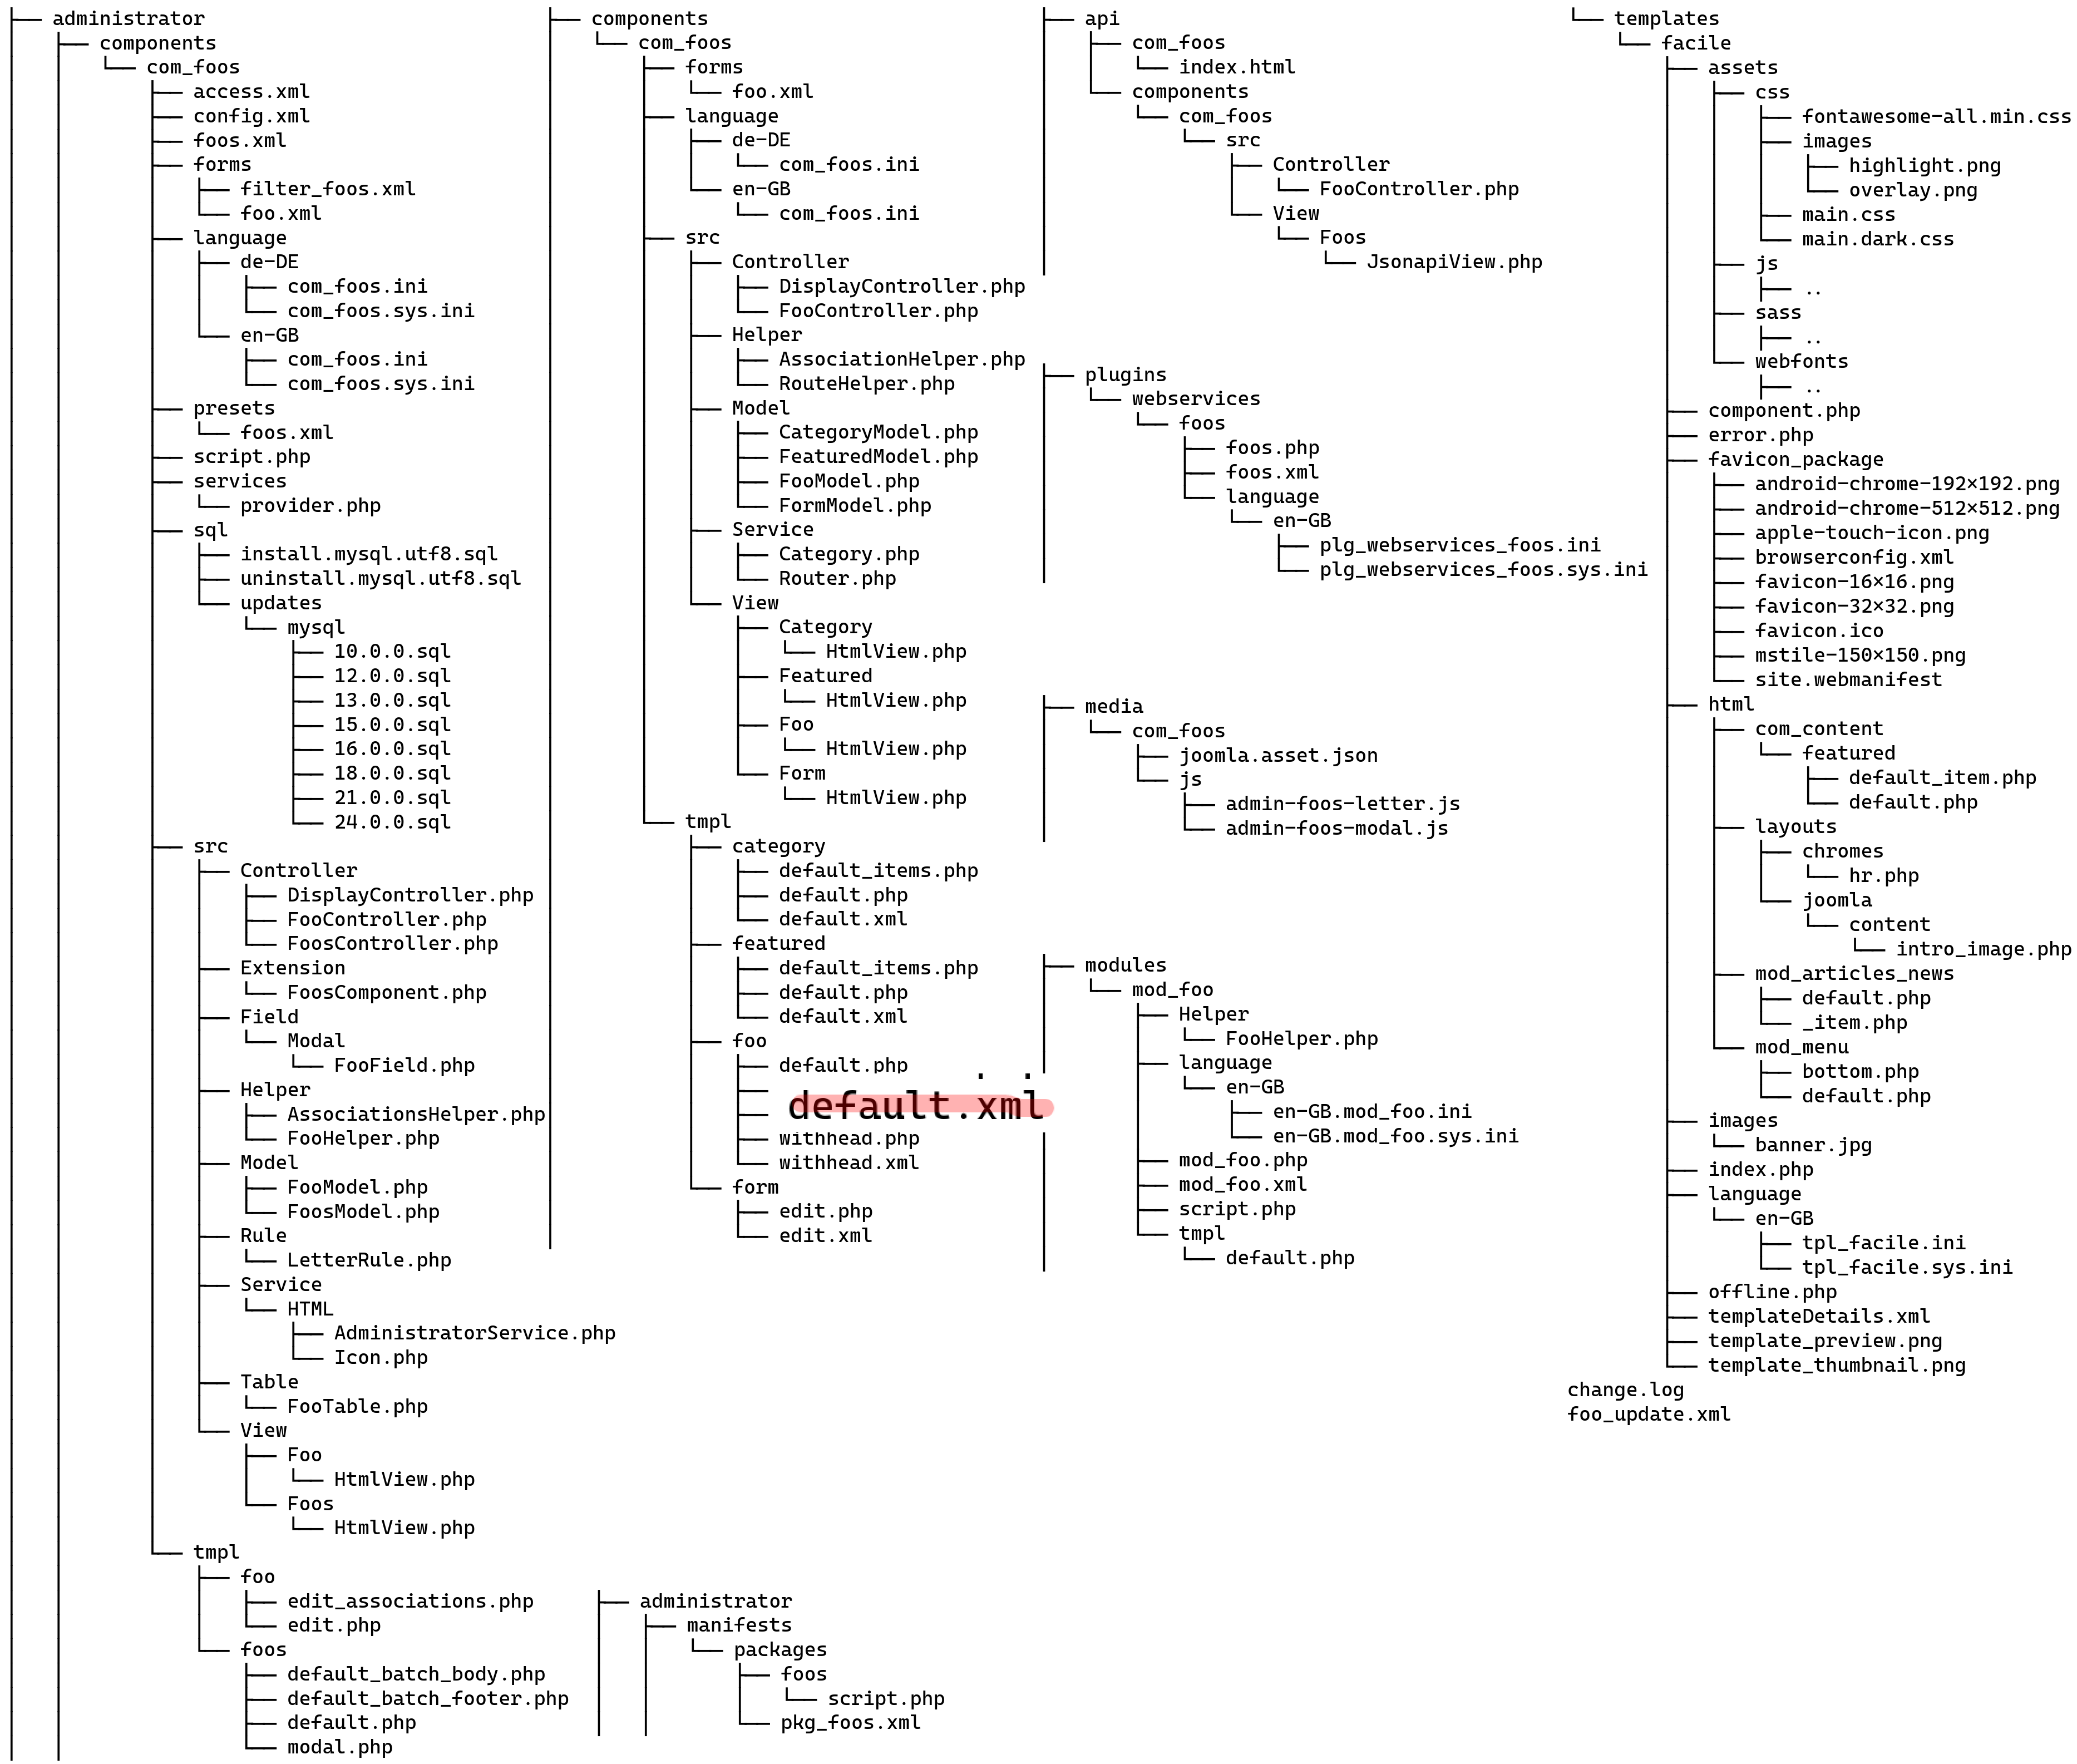 administrator
components
com_foos
access.xml
config.xml
foos.xml
forms
filter_foos.xml
foo.xml
language
de-DE
com_foos.ini
com_foos.sys.ini
en-GB
com_foos.ini
com_foos.sys.ini
presets
foos.xml
script.php
services
provider.php
sql
install.mysql.utf8.sql
uninstall.mysql.utf8.sql
updates
mysql
10.0.0.sql
12.0.0.sql
13.0.0.sql
15.0.0.sql
16.0.0.sql
18.0.0.sql
21.0.0.sql
24.0.0.sql
src
Controller
DisplayController.php
FooController.php
FoosController.php
Extension
FoosComponent.php
Field
Modal
FooField.php
Helper
AssociationsHelper.php
FooHelper.php
Model
FooModel.php
FoosModel.php
Rule
LetterRule.php
Service
HTML
AdministratorService.php
Icon.php
Table
FooTable.php
View
Foo
HtmlView.php
Foos
HtmlView.php
tmpl
foo
edit_associations.php
edit.php
foos
default_batch_body.php
default_batch_footer.php
default.php
modal.php
components
com_foos
forms
foo.xml
language
de-DE
com_foos.ini
en-GB
com_foos.ini
src
Controller
DisplayController.php
FooController.php
Helper
AssociationHelper.php
RouteHelper.php
Model
CategoryModel.php
FeaturedModel.php
FooModel.php
FormModel.php
Service
Category.php
Router.php
View
Category
HtmlView.php
Featured
HtmlView.php
Foo
HtmlView.php
Form
HtmlView.php
tmpl
category
default_items.php
default.php
default.xml
featured
default_items.php
default.php
default.xml
foo
default.php
default.xml
withhead.php
withhead.xml
form
edit.php
edit.xml
administrator
manifests
packages
foos
script.php
pkg_foos.xml
api
com_foos
index.html
components
com_foos
src
Controller
FooController.php
View
Foos
JsonapiView.php
plugins
webservices
foos
foos.php
foos.xml
language
en-GB
plg_webservices_foos.ini
plg_webservices_foos.sys.ini
media
com_foos
joomla.asset.json
js
admin-foos-letter.js
admin-foos-modal.js
modules
mod_foo
Helper
FooHelper.php
language
en-GB
en-GB.mod_foo.ini
en-GB.mod_foo.sys.ini
mod_foo.php
mod_foo.xml
script.php
tmpl
default.php
templates
facile
assets
css
fontawesome-all.min.css
images
highlight.png
overlay.png
main.css
main.dark.css
js
..
sass
..
webfonts
..
component.php
error.php
favicon_package
android-chrome-192×192.png
android-chrome-512×512.png
apple-touch-icon.png
browserconfig.xml
favicon-16×16.png
favicon-32×32.png
favicon.ico
mstile-150×150.png
site.webmanifest
html
com_content
featured
default_item.php
default.php
layouts
chromes
hr.php
joomla
content
intro_image.php
mod_articles_news
default.php
_item.php
mod_menu
bottom.php
default.php
images
banner.jpg
index.php
language
en-GB
tpl_facile.ini
tpl_facile.sys.ini
offline.php
templateDetails.xml
template_preview.png
template_thumbnail.png
change.log
foo_update.xml